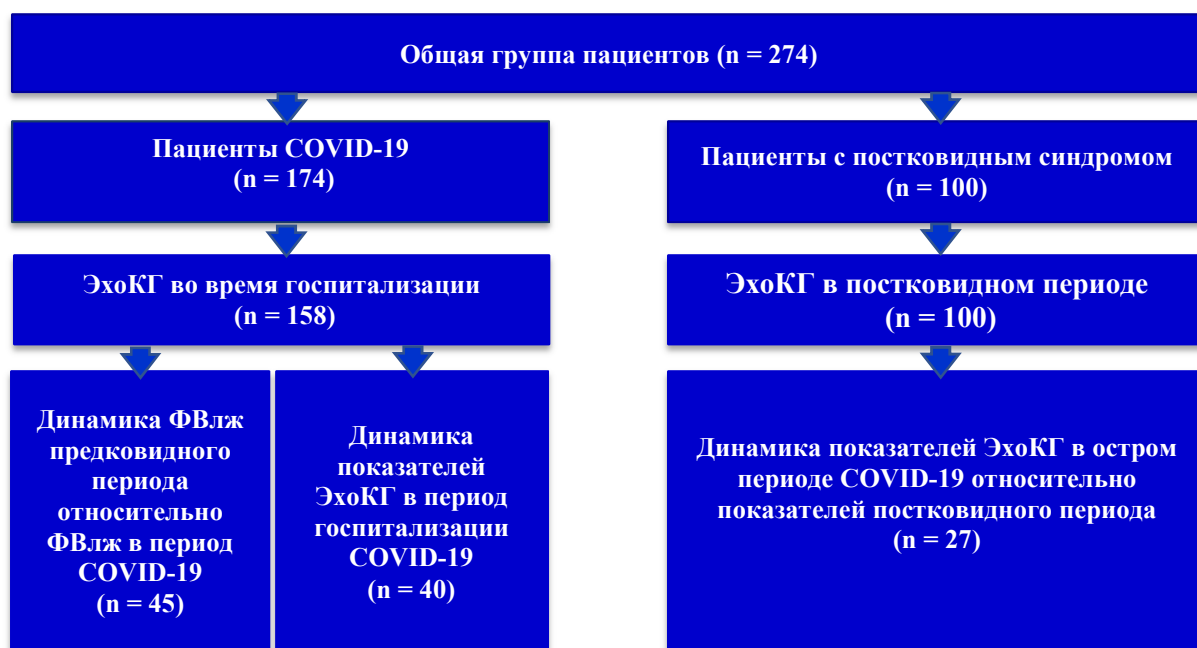 Общая группа пациентов (n = 274)
Пациенты COVID-19
(n = 174)
Пациенты с постковидным синдромом
(n = 100)
ЭхоКГ во время госпитализации
(n = 158)
ЭхоКГ в постковидном периоде
(n = 100)
Динамика ФВлж
предковидного
периода
относительно
ФВлж в период
COVID-19
(n = 45)
Динамика
показателей
ЭхоКГ в период
госпитализации
COVID-19
(n = 40)
Динамика показателей ЭхоКГ в остром
периоде COVID-19 относительно
показателей постковидного периода
(n = 27)